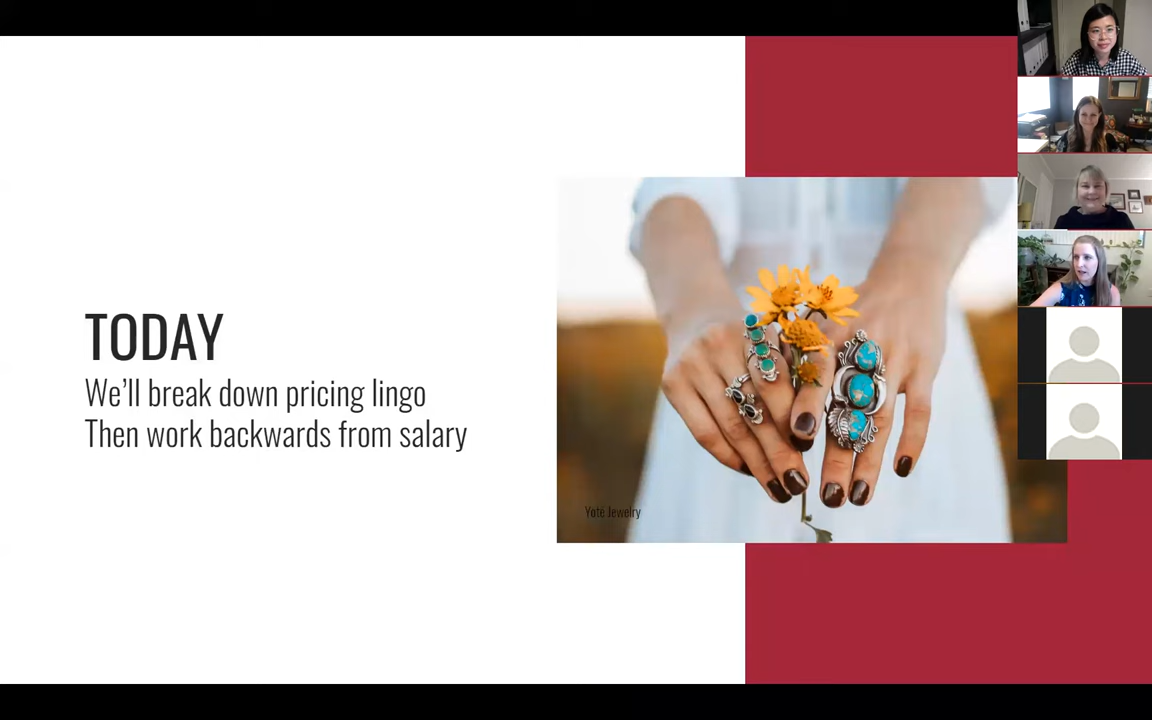 TODAY
We'll break down pricing lingo
Then work backwards from salary
Yoté Jewelry